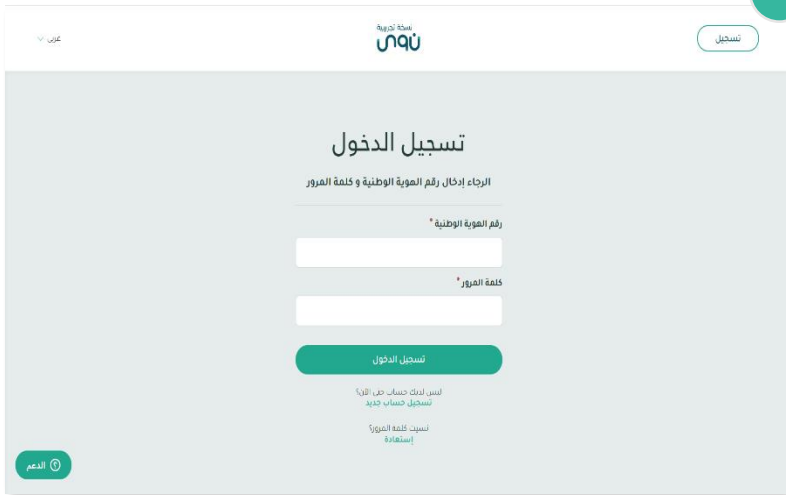 تسجيل
نسخة تجريبية
نهى
عربي
تسجيل الدخول
الرجاء إدخال رقم الهوية الوطنية و كلمة المرور
رقم الهوية الوطنية *
كلمة المرور *
تسجيل الدخول
ليس لديك حساب حتى الآن؟
تسجيل حساب جديد
نسيت كلمة المرور؟
إستعادة
الدعم